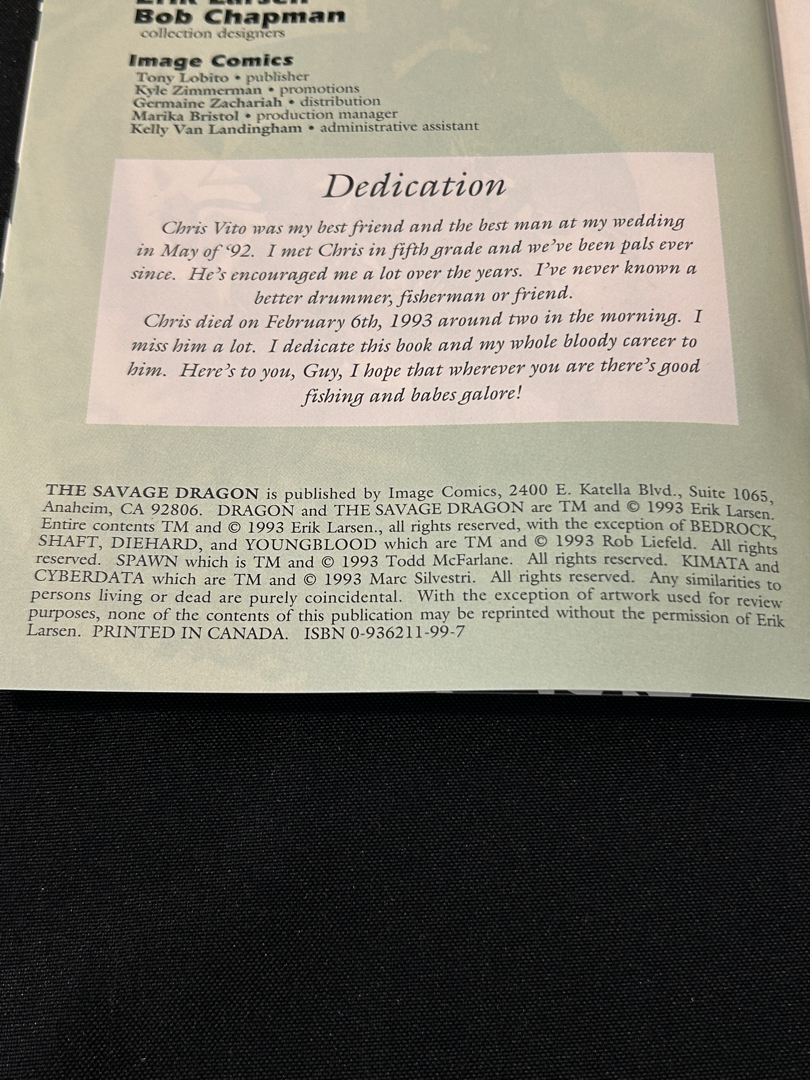 Erik Larsen
Bob Chapman
collection designers
Image Comics
Tony Lobito • publisher
Kyle Zimmerman • promotions
Germaine Zachariah • distribution
Marika Bristol • production manager
Kelly Van Landingham • administrative assistant
Dedication
Chris Vito was my best friend and the best man at my wedding
in May of ‘92. I met Chris in fifth grade and we’ve been pals ever
since. He’s encouraged me a lot over the years. I’ve never known a
better drummer, fisherman or friend.
Chris died on February 6th, 1993 around two in the morning. I
miss him a lot. I dedicate this book and my whole bloody career to
him. Here’s to you, Guy, I hope that wherever you are there’s good
fishing and babes galore!
THE SAVAGE DRAGON is published by Image Comics, 2400 E. Katella Blvd., Suite 1065,
Anaheim, CA 92806. DRAGON and THE SAVAGE DRAGON are TM and © 1993 Erik Larsen.
Entire contents TM and © 1993 Erik Larsen., all rights reserved, with the exception of BEDROCK,
SHAFT, DIEHARD, and YOUNGBLOOD which are TM and © 1993 Rob Liefeld. All rights
reserved. SPAWN which is TM and © 1993 Todd McFarlane. All rights reserved. KIMATA and
CYBERDATA which are TM and © 1993 Marc Silvestri. All rights reserved. Any similarities to
persons living or dead are purely coincidental. With the exception of artwork used for review
purposes, none of the contents of this publication may be reprinted without the permission of Erik
Larsen. PRINTED IN CANADA. ISBN 0-936211-99-7